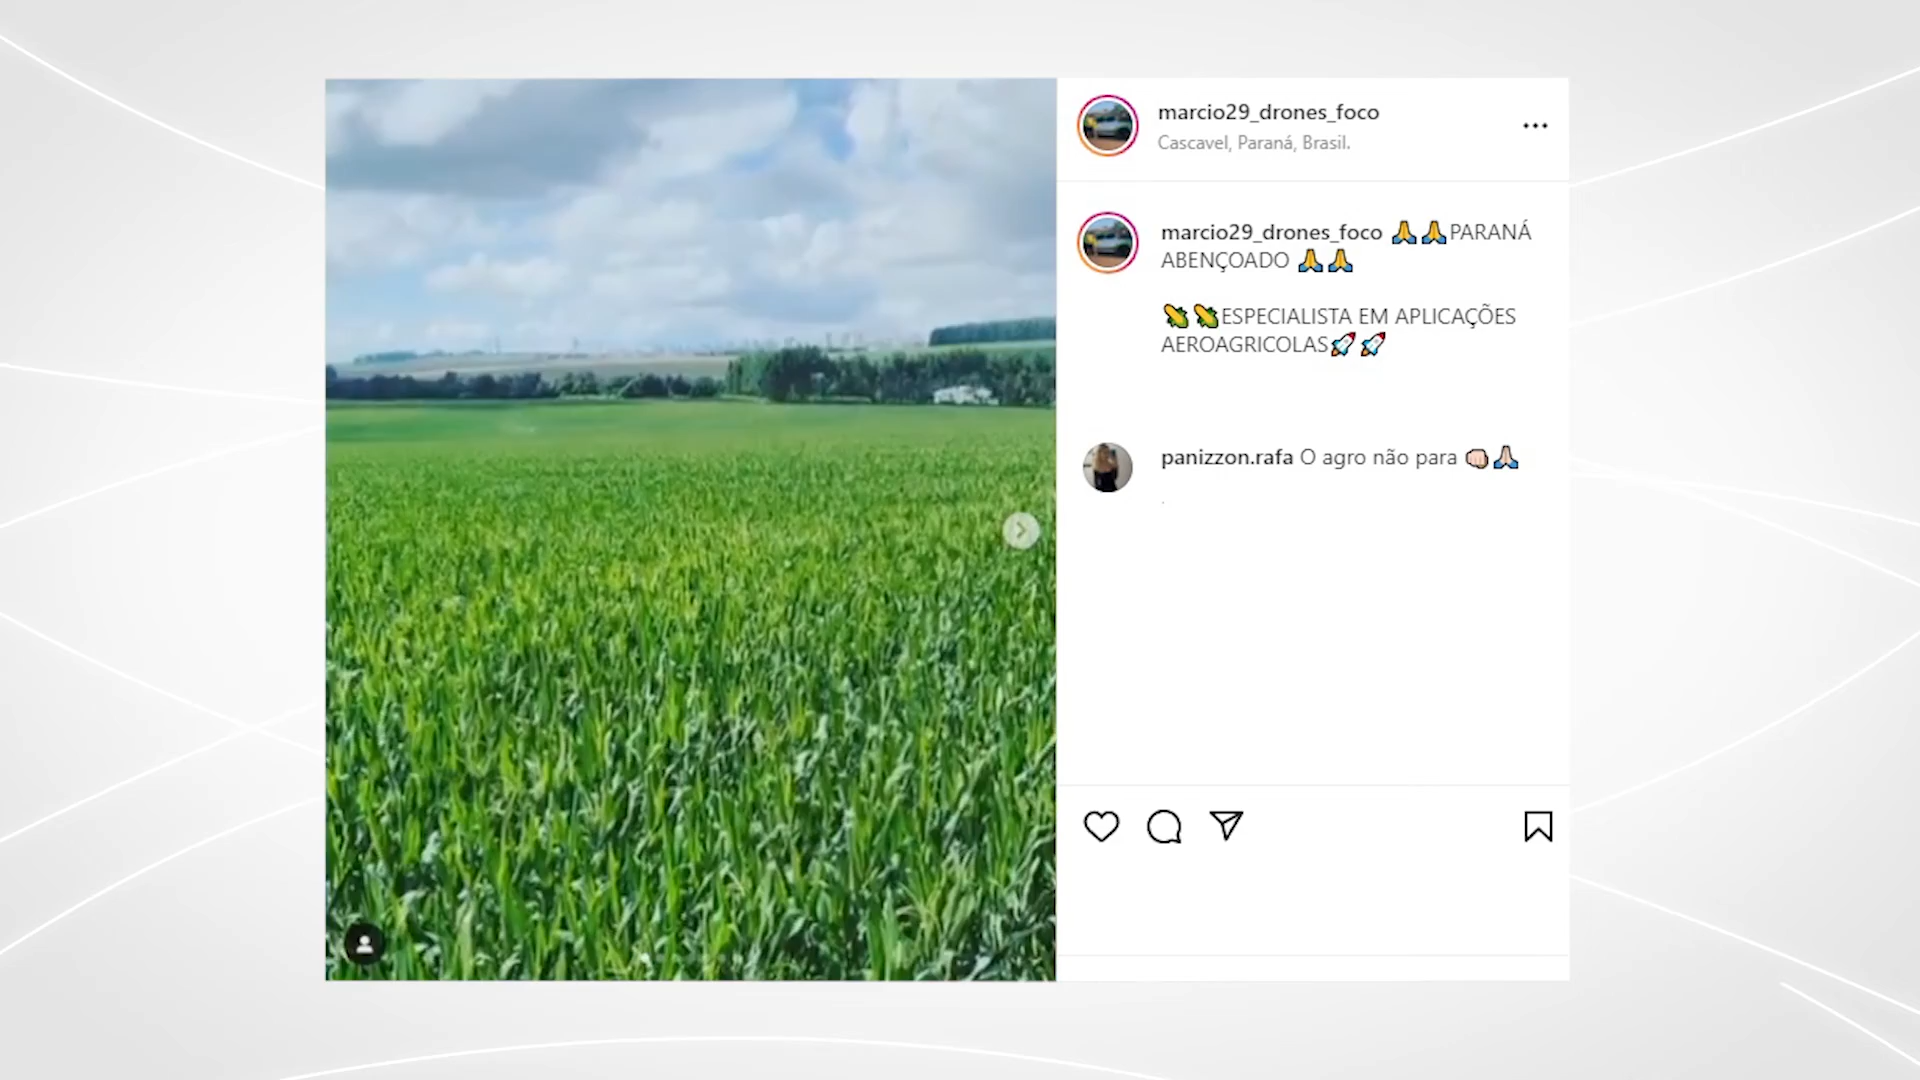 marcio29_drones_foco
Cascavel, Paraná, Brasil.
marcio29_drones_foco 🙏🙏PARANÁ
ABENÇOADO 🙏🙏
🌽🌽ESPECIALISTA EM APLICAÇÕES
AEROAGRICOLAS🚀🚀
panizzon.rafa O agro não para 👊🏻🙏🏻
.